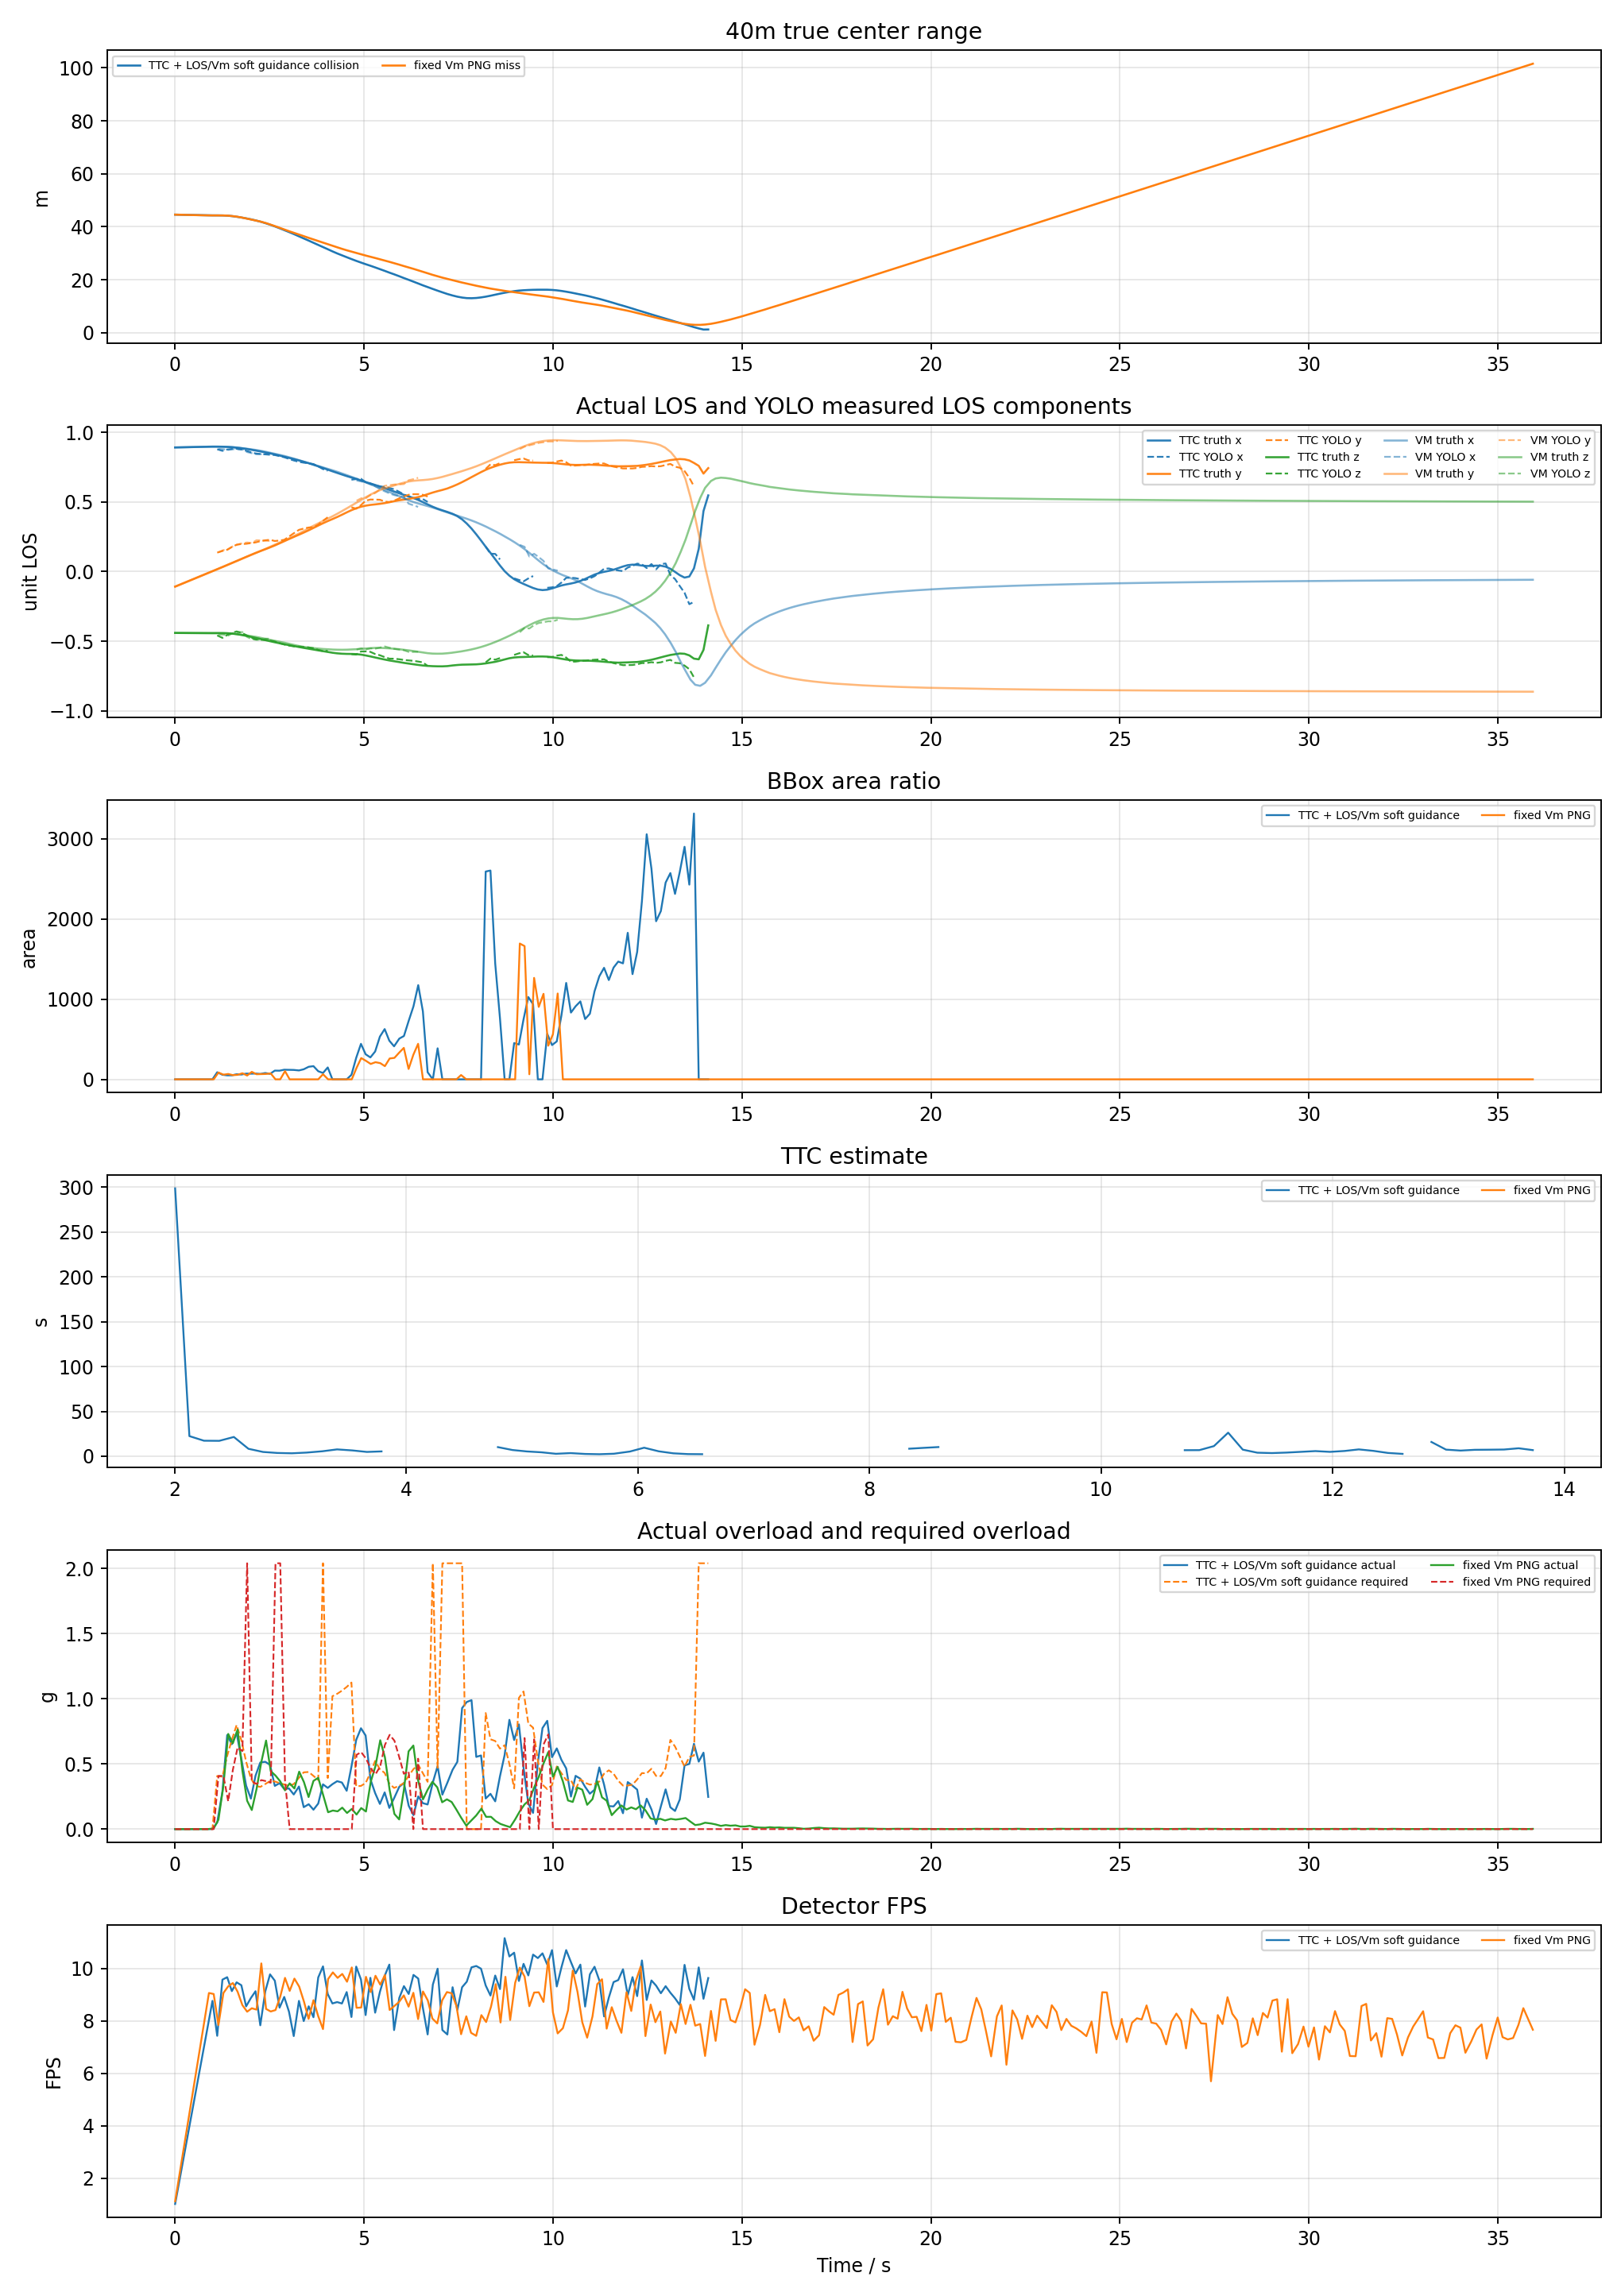 40m true center range
TTC + LOS/Vm soft guidance collision fixed Vm PNG miss
100
80
60
40
20
0
m
0 5 10 15 20 25 30 35
Actual LOS and YOLO measured LOS components
TTC truth x TTC YOLO y VM truth x VM YOLO y
TTC YOLO x TTC truth z VM YOLO x VM truth z
TTC truth y TTC YOLO z VM truth y VM YOLO z
1.0
0.5
0.0
−0.5
−1.0
unit LOS
0 5 10 15 20 25 30 35
BBox area ratio
TTC + LOS/Vm soft guidance fixed Vm PNG
3000
2000
1000
0
area
0 5 10 15 20 25 30 35
TTC estimate
TTC + LOS/Vm soft guidance fixed Vm PNG
300
250
200
150
100
50
0
s
2 4 6 8 10 12 14
Actual overload and required overload
TTC + LOS/Vm soft guidance actual fixed Vm PNG actual
TTC + LOS/Vm soft guidance required fixed Vm PNG required
2.0
1.5
1.0
0.5
0.0
g
0 5 10 15 20 25 30 35
Detector FPS
TTC + LOS/Vm soft guidance fixed Vm PNG
10
8
6
4
2
FPS
0 5 10 15 20 25 30 35
Time / s